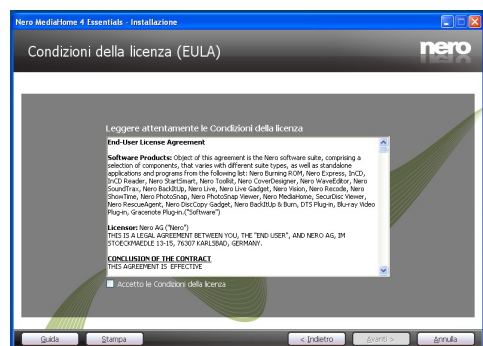 Nero MediaHome 4 Essentials - Installazione
Condizioni della licenza (EULA)
nero
Leggere attentamente le Condizioni della licenza
End-User License Agreement
Software Products: Object of this agreement is the Nero software suite, comprising a
selection of components, that varies with different suite types, as well as standalone
applications and programs from the following list: Nero Burning ROM, Nero Express, InCD,
InCD Reader, Nero StartSmart, Nero Toolkit, Nero CoverDesigner, Nero WaveEditor, Nero
SoundTrax, Nero BackItUp, Nero Live, Nero Live Gadget, Nero Vision, Nero Recode, Nero
ShowTime, Nero PhotoSnap, Nero PhotoSnap Viewer, Nero MediaHome, SecurDisc Viewer,
Nero RescueAgent, Nero DiscCopy Gadget, Nero BackItUp & Burn, DTS Plug-in, Blu-ray Video
Plug-in, Gracenote Plug-in.("Software")
Licensor: Nero AG ("Nero")
THIS IS A LEGAL AGREEMENT BETWEEN YOU, THE "END USER", AND NERO AG, IM
STOECKMAEDLE 13-15, 76307 KARLSBAD, GERMANY.
CONCLUSION OF THE CONTRACT
THIS AGREEMENT IS EFFECTIVE
Accetto le Condizioni della licenza
Guida
Stampa
< Indietro
Avanti >
Annulla